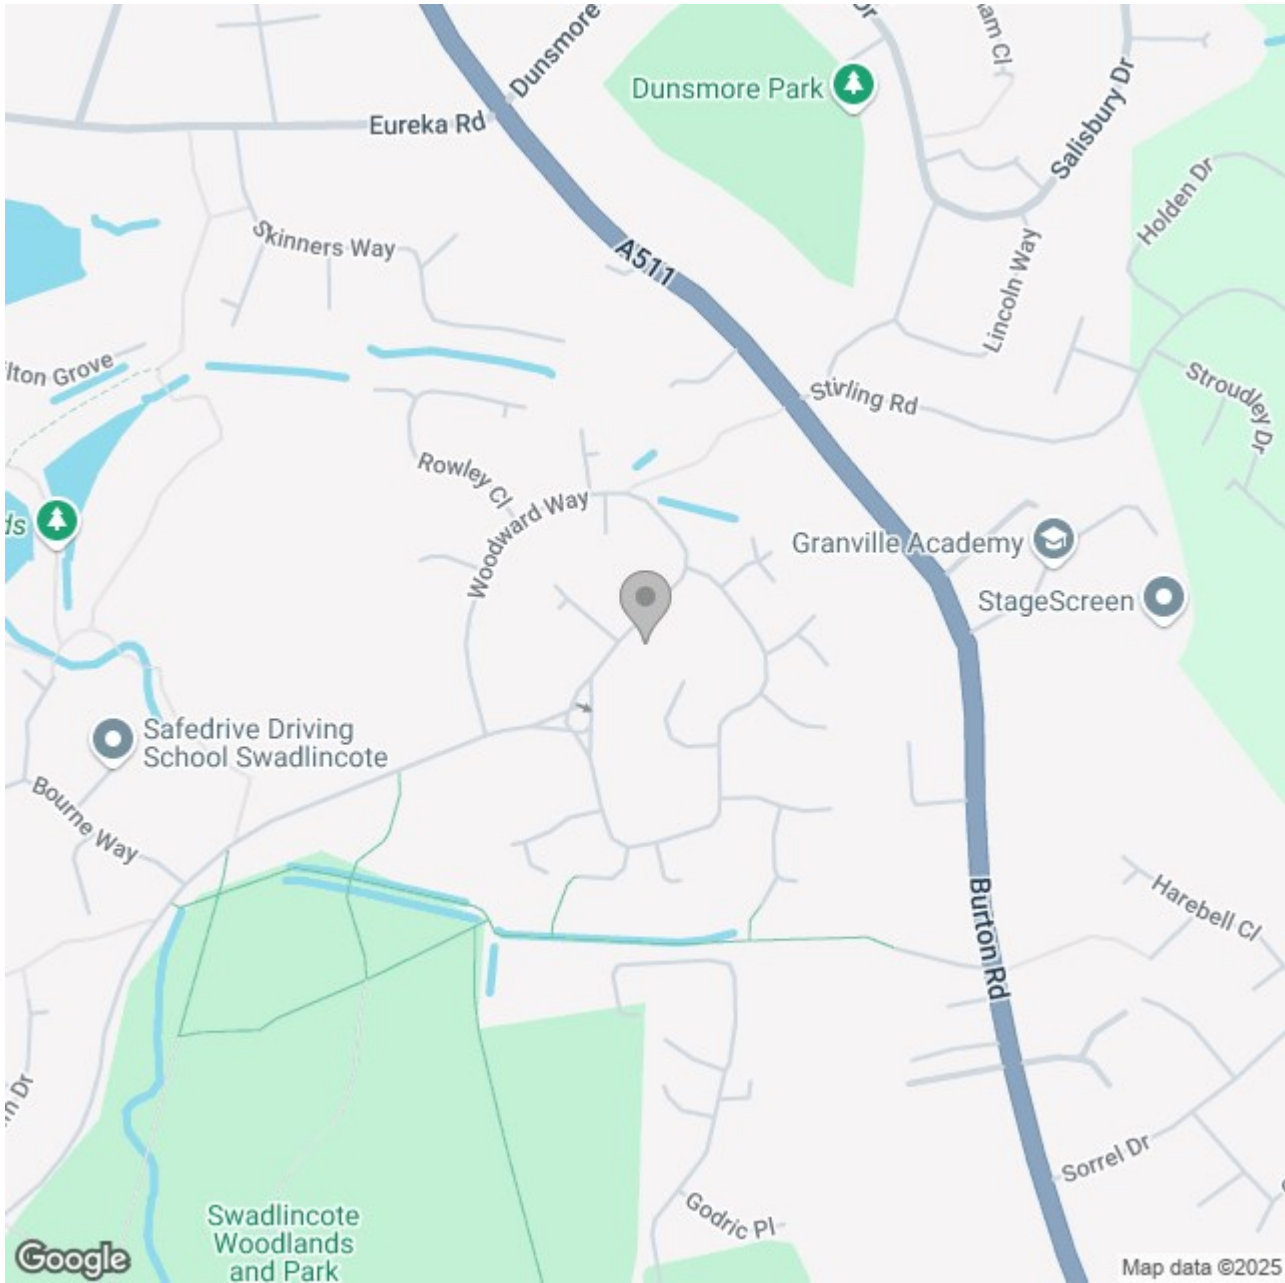 Dunsmore
Dunsmore Park
Eureka Rd
Salisbury Dr
Holden Dr
Skinners Way
A511
Lincoln Way
Stirling Rd
Stroudley Dr
Rowley Cl
Woodward Way
Granville Academy
StageScreen
Safedrive Driving
School Swadlincote
Bourne Way
Burton Rd
Harebell Cl
Sorrel Dr
Godric Pl
Swadlincote
Woodlands
and Park
Google
Map data ©2025